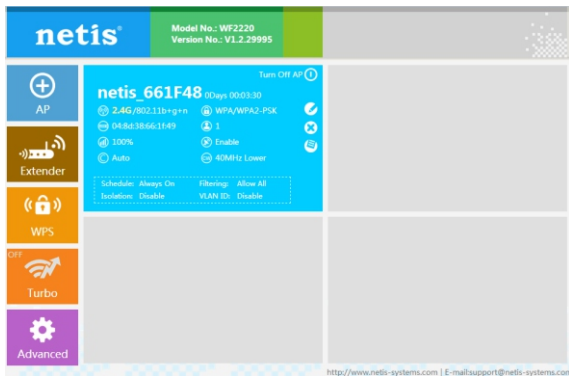 netis
Model No.: WF2220
Version No.: V1.2.29995
AP
Extender
WPS
OFF
Turbo
Advanced
Turn Off AP
netis_661F48 0Days 00:03:30
2.4G/802.11b+g+n WPA/WPA2-PSK
04:8d:38:66:1f:49 1
100% Enable
Auto 40MHz Lower
Schedule: Always On Filtering: Allow All
Isolation: Disable VLAN ID: Disable
http://www.netis-systems.com | E-mail:support@netis-systems.com